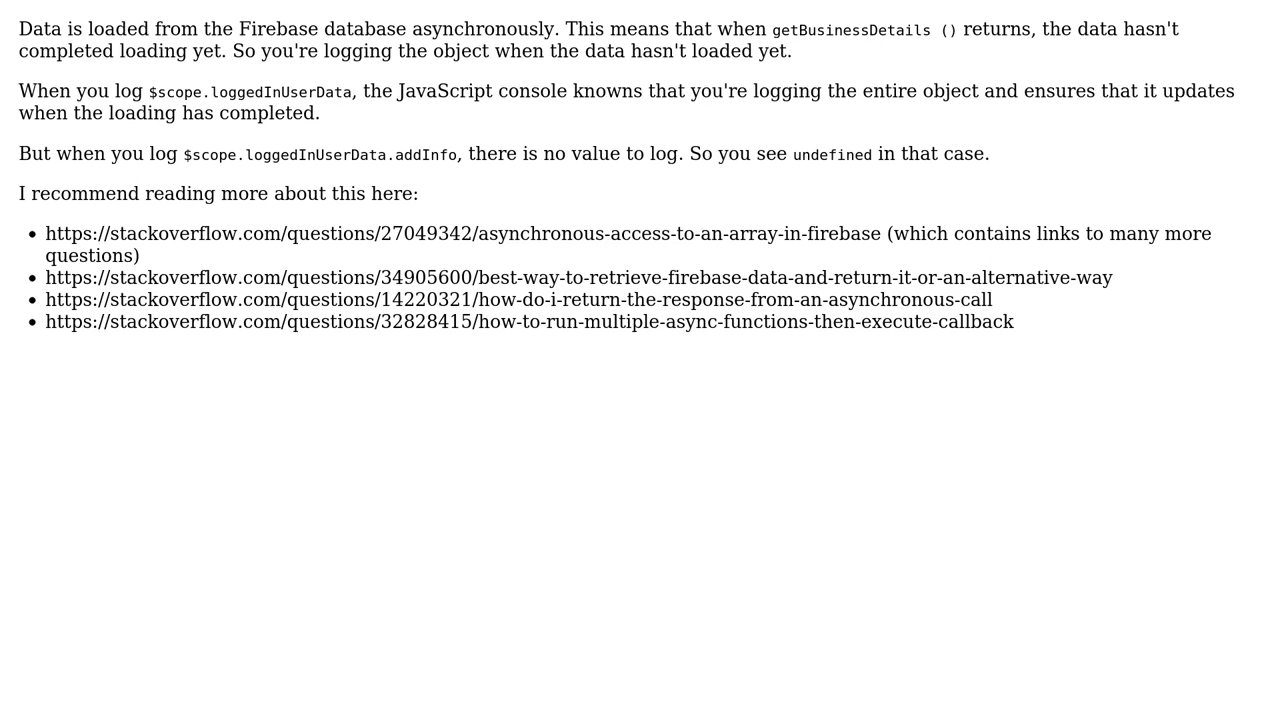 Data is loaded from the Firebase database asynchronously. This means that when getBusinessDetails () returns, the data hasn't
completed loading yet. So you're logging the object when the data hasn't loaded yet.
When you log $scope.loggedInUserData, the JavaScript console knowns that you're logging the entire object and ensures that it updates
when the loading has completed.
But when you log $scope.loggedInUserData.addInfo, there is no value to log. So you see undefined in that case.
I recommend reading more about this here:
• https://stackoverflow.com/questions/27049342/asynchronous-access-to-an-array-in-firebase (which contains links to many more
questions)
• https://stackoverflow.com/questions/34905600/best-way-to-retrieve-firebase-data-and-return-it-or-an-alternative-way
• https://stackoverflow.com/questions/14220321/how-do-i-return-the-response-from-an-asynchronous-call
• https://stackoverflow.com/questions/32828415/how-to-run-multiple-async-functions-then-execute-callback